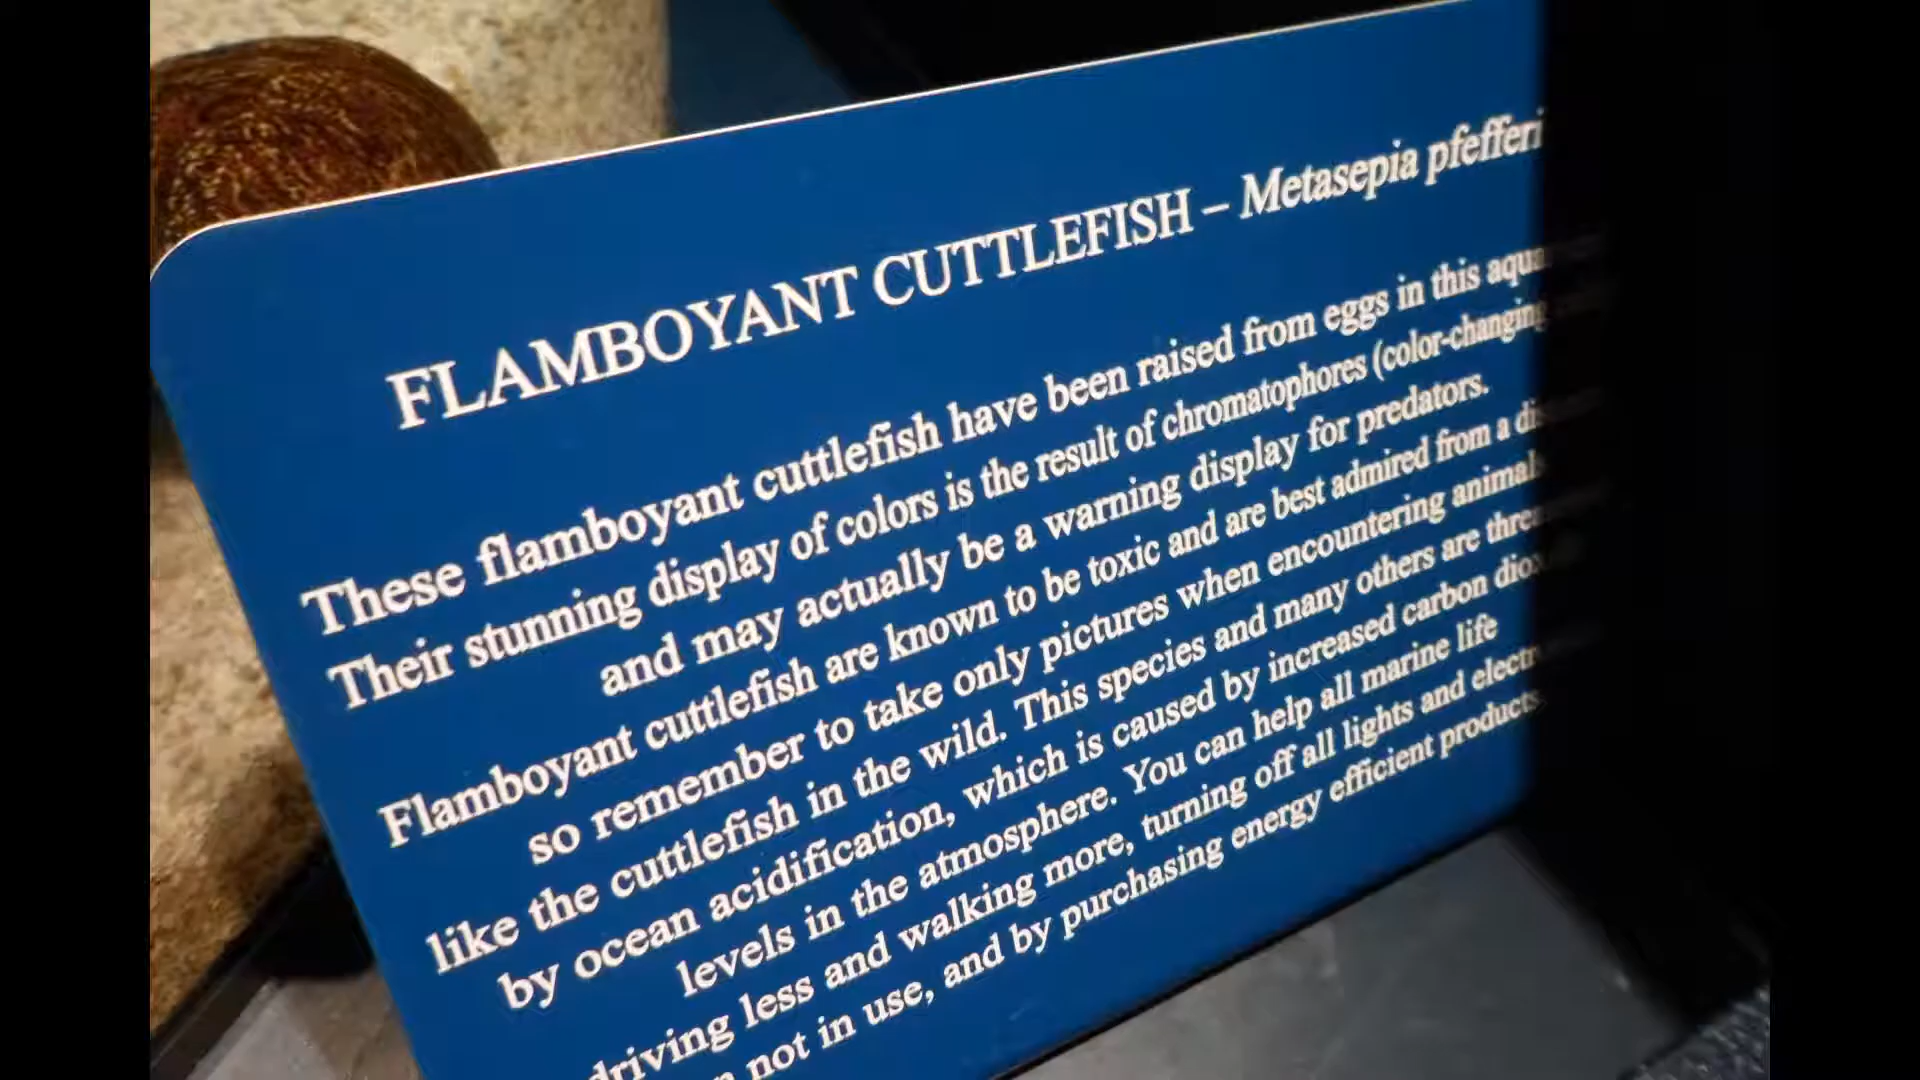 FLAMBOYANT CUTTLEFISH – Metasepia pfefferi
These flamboyant cuttlefish have been raised from eggs in this
Their stunning display of colors is the result of chromatophores (color-changing
and may actually be a warning display for predators.
Flamboyant cuttlefish are known to be toxic and are best admired from a
so remember to take only pictures when encountering animals
like the cuttlefish in the wild. This species and many others are
by ocean acidification, which is caused by increased carbon
levels in the atmosphere. You can help all marine life
driving less and walking more, turning off all lights and
not in use, and by purchasing energy efficient products.